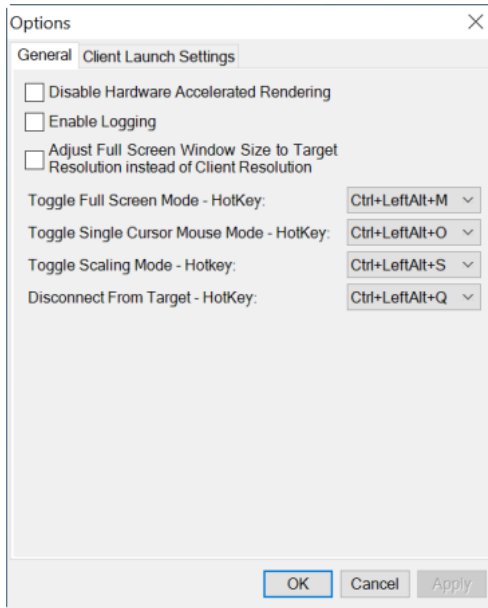 Options
General Client Launch Settings
Disable Hardware Accelerated Rendering
Enable Logging
Adjust Full Screen Window Size to Target
Resolution instead of Client Resolution
Toggle Full Screen Mode - HotKey: Ctrl+LeftAlt+M
Toggle Single Cursor Mouse Mode - HotKey: Ctrl+LeftAlt+O
Toggle Scaling Mode - Hotkey: Ctrl+LeftAlt+S
Disconnect From Target - HotKey: Ctrl+LeftAlt+Q
OK Cancel Apply